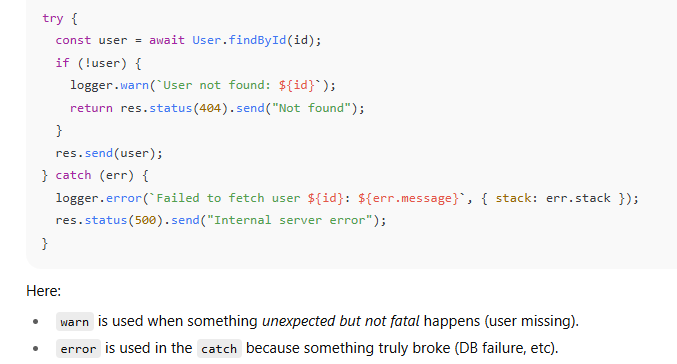 try {
  const user = await User.findById(id);
  if (!user) {
    logger.warn(`User not found: ${id}`);
    return res.status(404).send("Not found");
  }
  res.send(user);
} catch (err) {
  logger.error(`Failed to fetch user ${id}: ${err.message}`, { stack: err.stack });
  res.status(500).send("Internal server error");
}
Here:
• warn is used when something unexpected but not fatal happens (user missing).
• error is used in the catch because something truly broke (DB failure, etc).